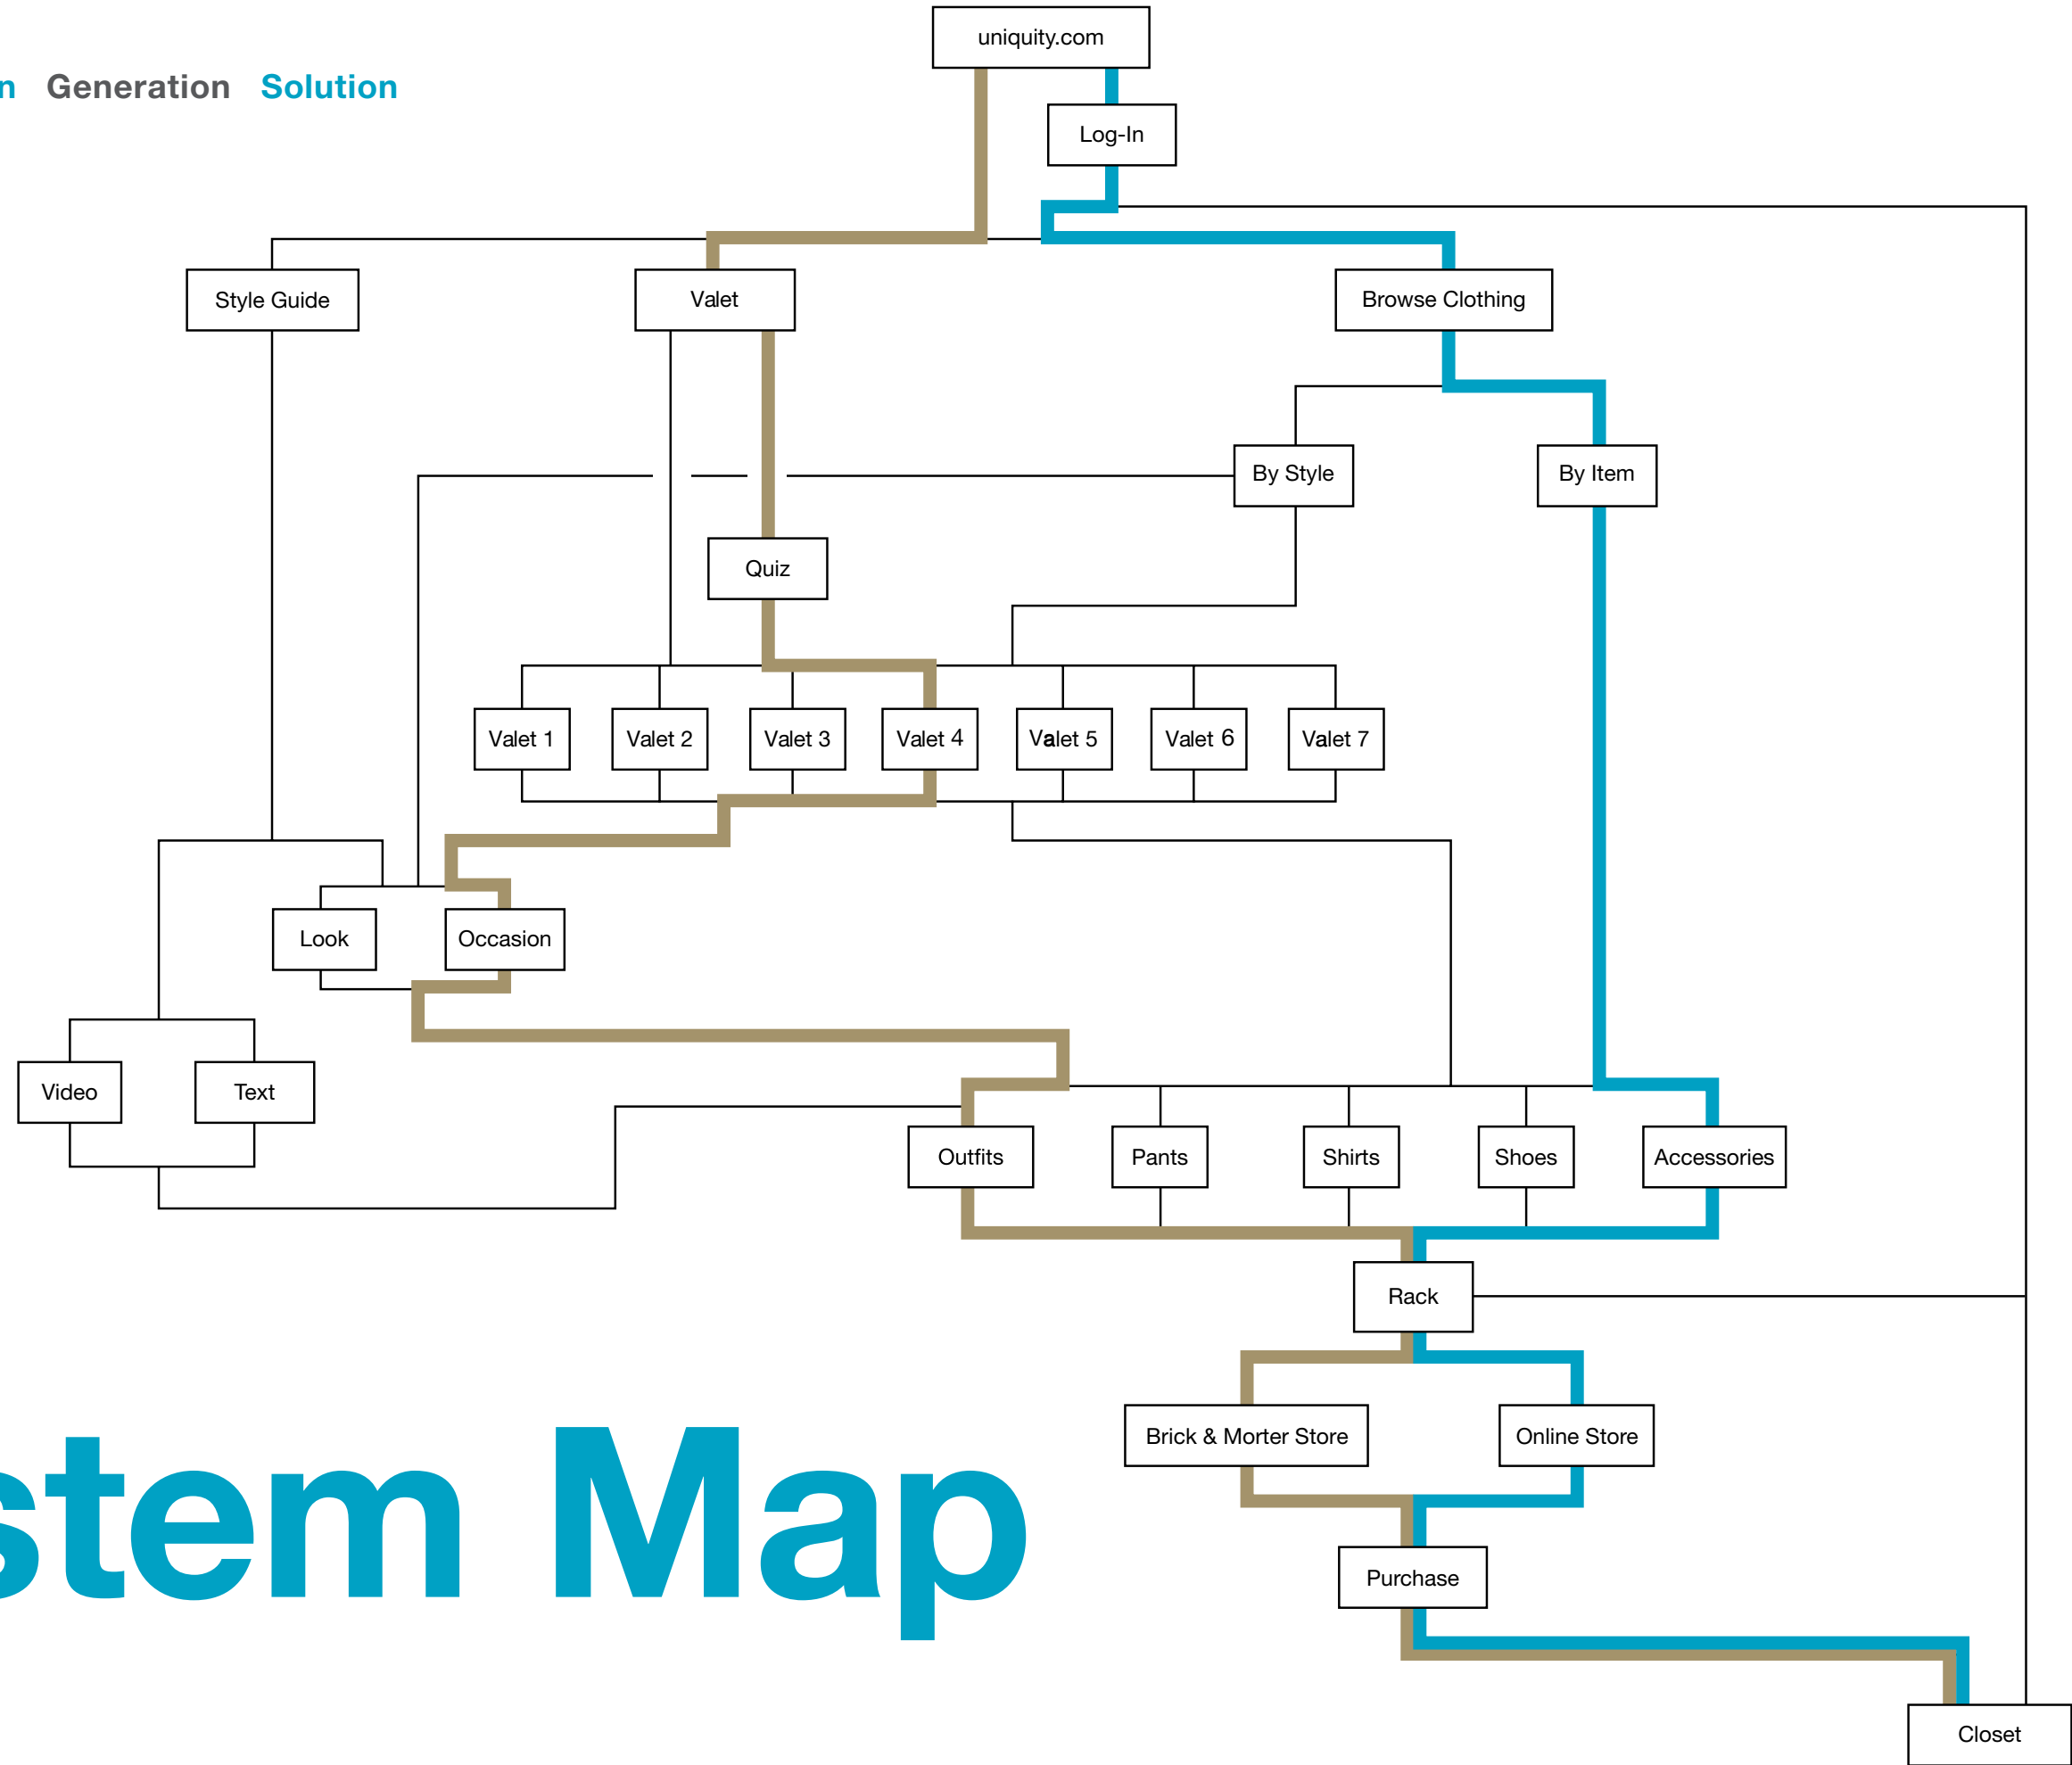 uniquity.com
n Generation Solution
Log-In
Style Guide
Valet
Browse Clothing
By Style
By Item
Quiz
Valet 1
Valet 2
Valet 3
Valet 4
Valet 5
Valet 6
Valet 7
Look
Occasion
Video
Text
Outfits
Pants
Shirts
Shoes
Accessories
Rack
Brick & Morter Store
Online Store
stem Map
Purchase
Closet